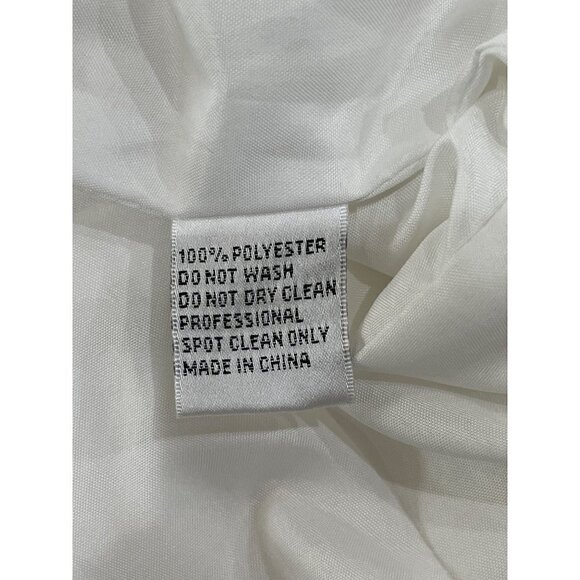 100% POLYESTER
DO NOT WASH
DO NOT DRY CLEAN
PROFESSIONAL
SPOT CLEAN ONLY
MADE IN CHINA